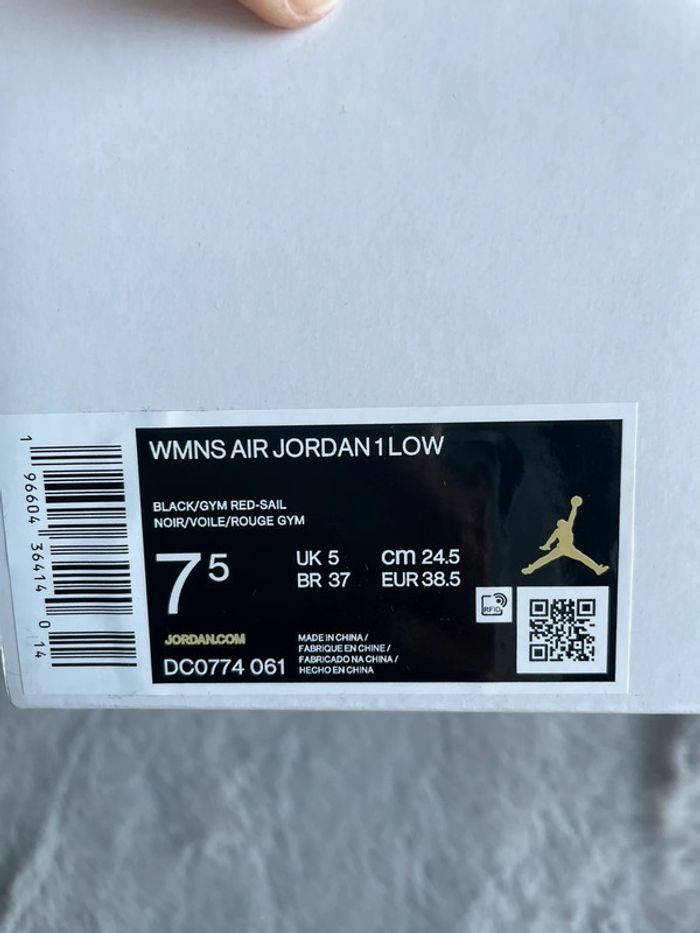 WMNS AIR JORDAN 1 LOW
BLACK/GYM RED-SAIL
NOIR/VOILE/ROUGE GYM
7 5
UK 5 cm 24.5
BR 37 EUR 38.5
RFID
JORDAN.COM
DC0774 061
MADE IN CHINA /
FABRIQUE EN CHINE /
FABRICADO NA CHINA /
HECHO EN CHINA
1 96604 36414 0 14